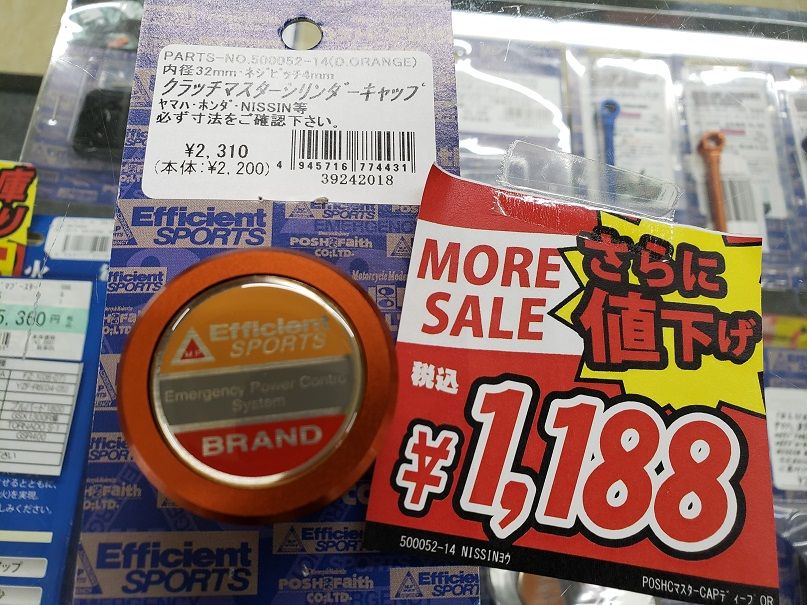 PARTS-NO.500052-14(D.ORANGE)
内径32mm・ネジピッチ4mm
クラッチマスターシリンダーキャップ
ヤマハ・ホンダ・NISSIN等
必ず寸法をご確認下さい。
¥2,310
(本体:¥2,200)
4 945716 774431
39242018
Efficient
SPORTS
POSH&Faith
CO;LTD.
Efficient
SPORTS
Emergency Power Control
System
BRAND
MORE
SALE
さらに
値下げ
税込
¥1,188
500052-14 NISSINヨウ
POSHCマスターCAPディープ OR
5,360
Efficient
SPORTS
POSH&Faith
CO;LTD.